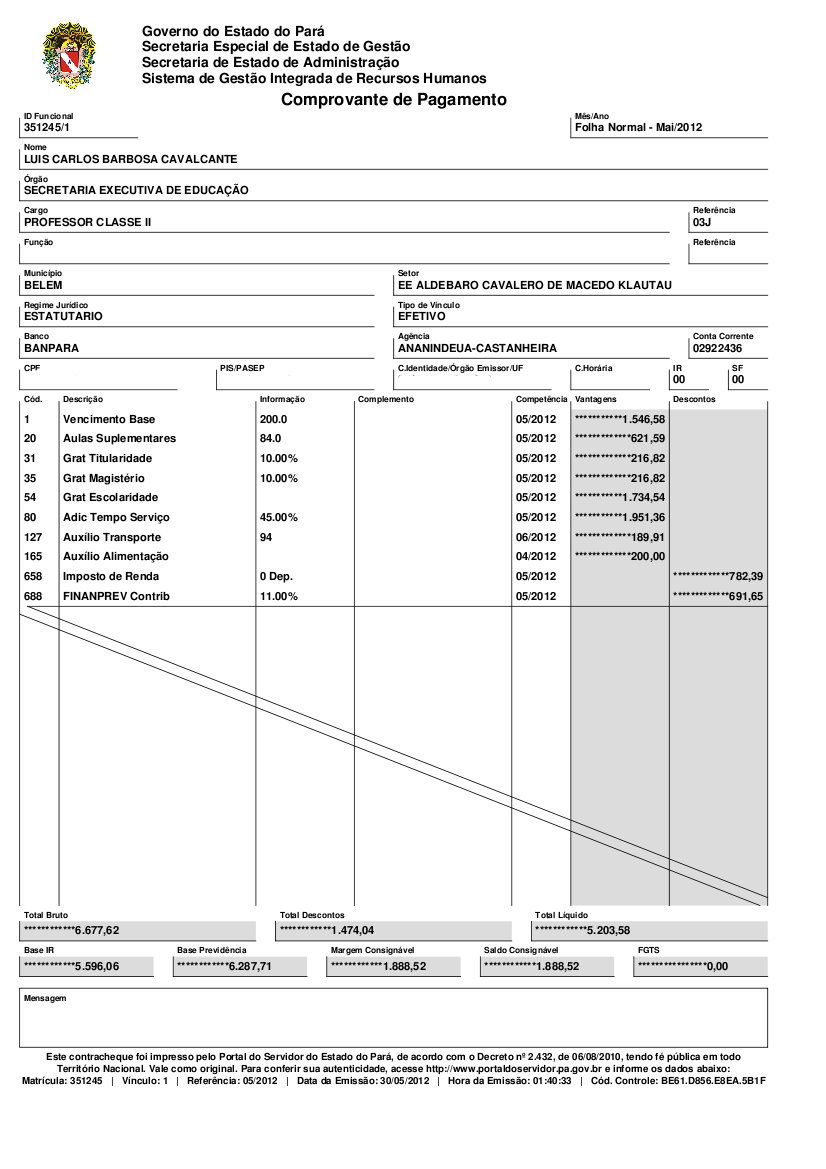 Governo do Estado do Pará
Secretaria Especial de Estado de Gestão
Secretaria de Estado de Administração
Sistema de Gestão Integrada de Recursos Humanos
Comprovante de Pagamento
ID Funcional Mês/Ano
351245/1 Folha Normal - Mai/2012
Nome
LUIS CARLOS BARBOSA CAVALCANTE
Órgão
SECRETARIA EXECUTIVA DE EDUCAÇÃO
Cargo Referência
PROFESSOR CLASSE II 03J
Função Referência
Município Setor
BELEM EE ALDEBARO CAVALERO DE MACEDO KLAUTAU
Regime Jurídico Tipo de Vínculo
ESTATUTARIO EFETIVO
Banco Agência Conta Corrente
BANPARA ANANINDEUA-CASTANHEIRA 02922436
CPF PIS/PASEP C.Identidade/Órgão Emissor/UF C.Horária IR SF
00 00
Cód. Descrição Informação Complemento Competência Vantagens Descontos
1 Vencimento Base 200.0 05/2012 ***********1.546,58
20 Aulas Suplementares 84.0 05/2012 *************621,59
31 Grat Titularidade 10.00% 05/2012 *************216,82
35 Grat Magistério 10.00% 05/2012 *************216,82
54 Grat Escolaridade 05/2012 ***********1.734,54
80 Adic Tempo Serviço 45.00% 05/2012 ***********1.951,36
127 Auxílio Transporte 94 06/2012 *************189,91
165 Auxílio Alimentação 04/2012 *************200,00
658 Imposto de Renda 0 Dep. 05/2012 *************782,39
688 FINANPREV Contrib 11.00% 05/2012 *************691,65
Total Bruto Total Descontos Total Líquido
************6.677,62 ************1.474,04 ************5.203,58
Base IR Base Previdência Margem Consignável Saldo Consignável FGTS
************5.596,06 ************6.287,71 ************1.888,52 ************1.888,52 ****************0,00
Mensagem
Este contracheque foi impresso pelo Portal do Servidor do Estado do Pará, de acordo com o Decreto nº 2.432, de 06/08/2010, tendo fé pública em todo
Território Nacional. Vale como original. Para conferir sua autenticidade, acesse http://www.portaldoservidor.pa.gov.br e informe os dados abaixo:
Matrícula: 351245 | Vínculo: 1 | Referência: 05/2012 | Data da Emissão: 30/05/2012 | Hora da Emissão: 01:40:33 | Cód. Controle: BE61.D856.E8EA.5B1F